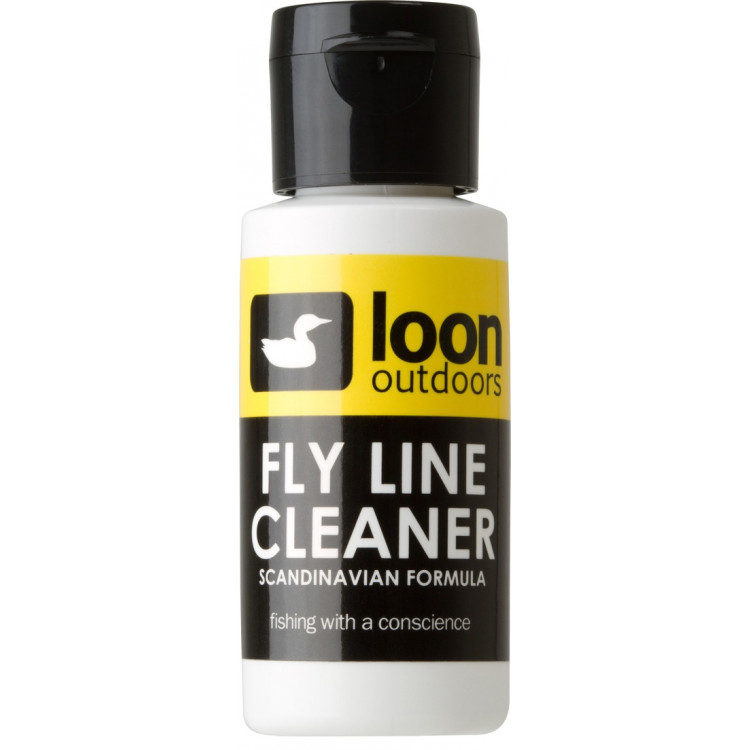 loon
outdoors
FLY LINE
CLEANER
SCANDINAVIAN FORMULA
fishing with a conscience